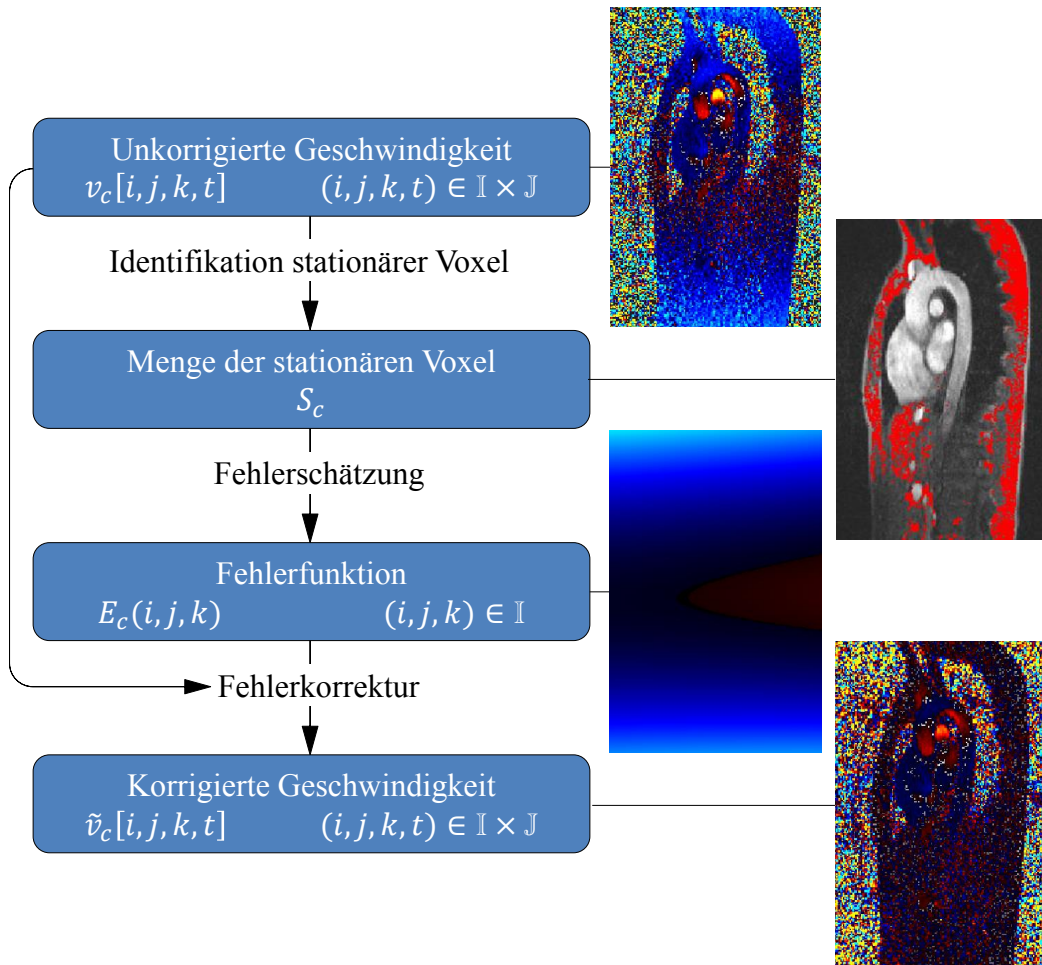 Unkorrigierte Geschwindigkeit
𝑣𝑐[𝑖, 𝑗, 𝑘, 𝑡] (𝑖, 𝑗, 𝑘, 𝑡) ∈ 𝕀 × 𝕁
Identifikation stationärer Voxel
Menge der stationären Voxel
𝑆𝑐
Fehlerschätzung
Fehlerfunktion
𝐸𝑐(𝑖, 𝑗, 𝑘) (𝑖, 𝑗, 𝑘) ∈ 𝕀
Fehlerkorrektur
Korrigierte Geschwindigkeit
𝑣̃𝑐[𝑖, 𝑗, 𝑘, 𝑡] (𝑖, 𝑗, 𝑘, 𝑡) ∈ 𝕀 × 𝕁